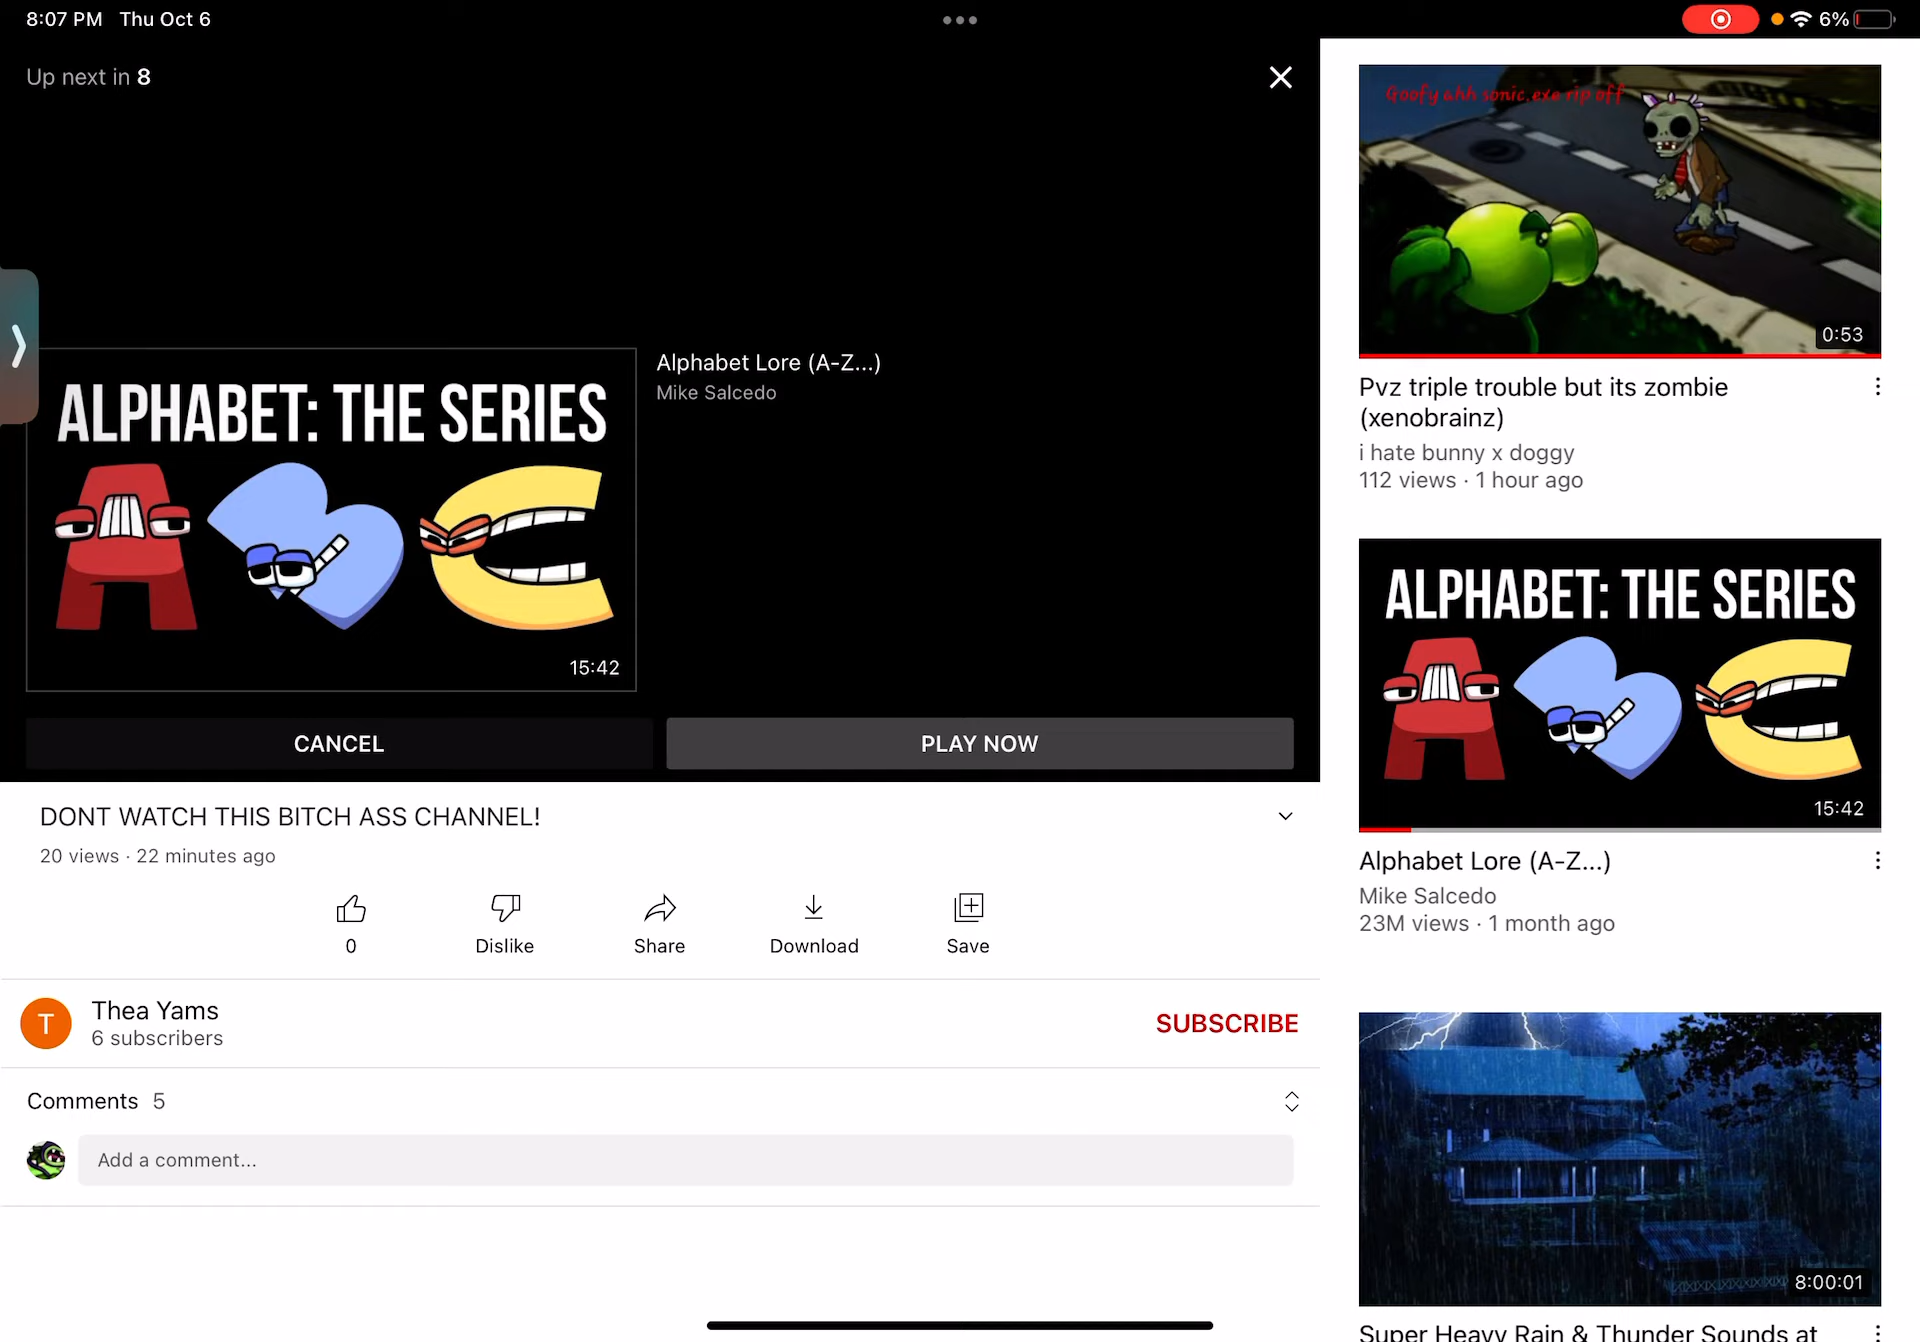 8:07 PM Thu Oct 6
6%
Up next in 8
ALPHABET: THE SERIES
15:42
Alphabet Lore (A-Z...)
Mike Salcedo
CANCEL
PLAY NOW
DONT WATCH THIS BITCH ASS CHANNEL!
20 views · 22 minutes ago
0
Dislike
Share
Download
Save
T
Thea Yams
6 subscribers
SUBSCRIBE
Comments 5
Add a comment...
Goofy ahh sonic.exe rip off
0:53
Pvz triple trouble but its zombie
(xenobrainz)
i hate bunny x doggy
112 views · 1 hour ago
ALPHABET: THE SERIES
15:42
Alphabet Lore (A-Z...)
Mike Salcedo
23M views · 1 month ago
8:00:01
Super Heavy Rain & Thunder Sounds at